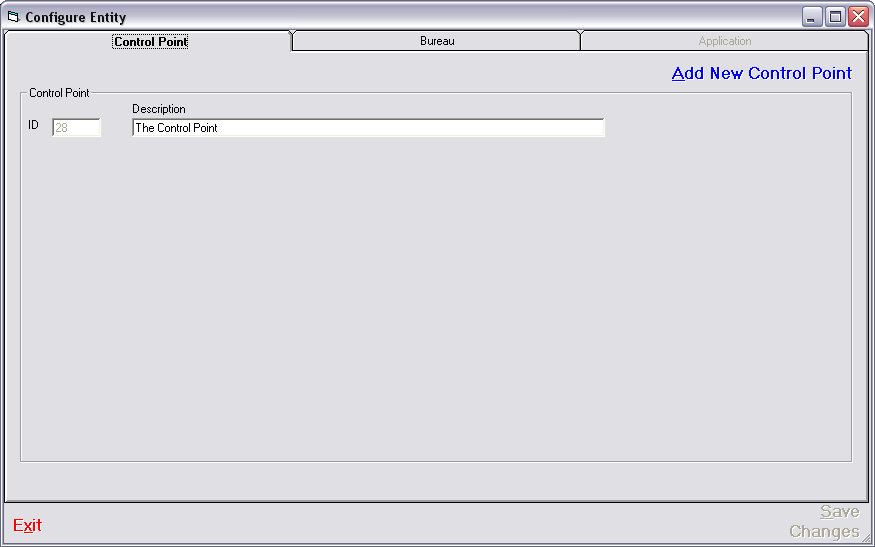 Configure Entity
Control Point
Bureau
Application
Add New Control Point
Control Point
Description
ID
28
The Control Point
Exit
Save
Changes